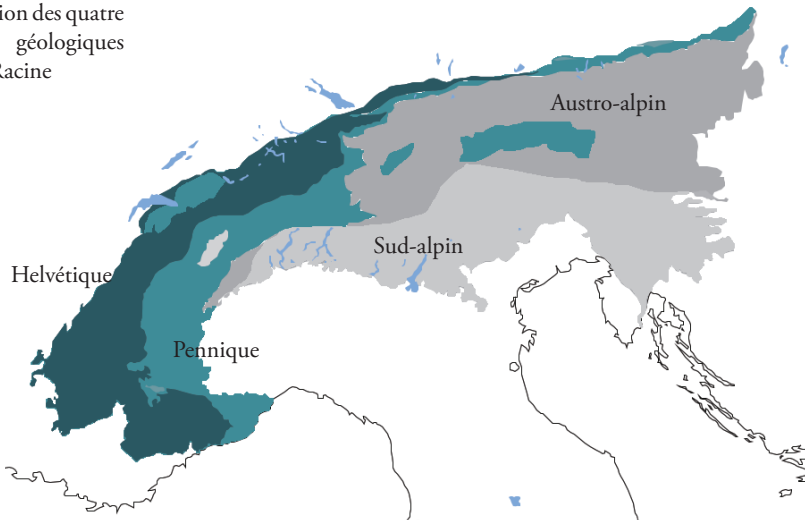 ion des quatre
géologiques
Racine
Austro-alpin
Sud-alpin
Helvétique
Pennique